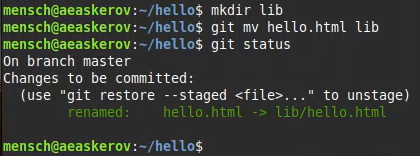 mensch@aeaskerov:~/hello$ mkdir lib
mensch@aeaskerov:~/hello$ git mv hello.html lib
mensch@aeaskerov:~/hello$ git status
On branch master
Changes to be committed:
  (use "git restore --staged <file>..." to unstage)
        renamed:    hello.html -> lib/hello.html

mensch@aeaskerov:~/hello$